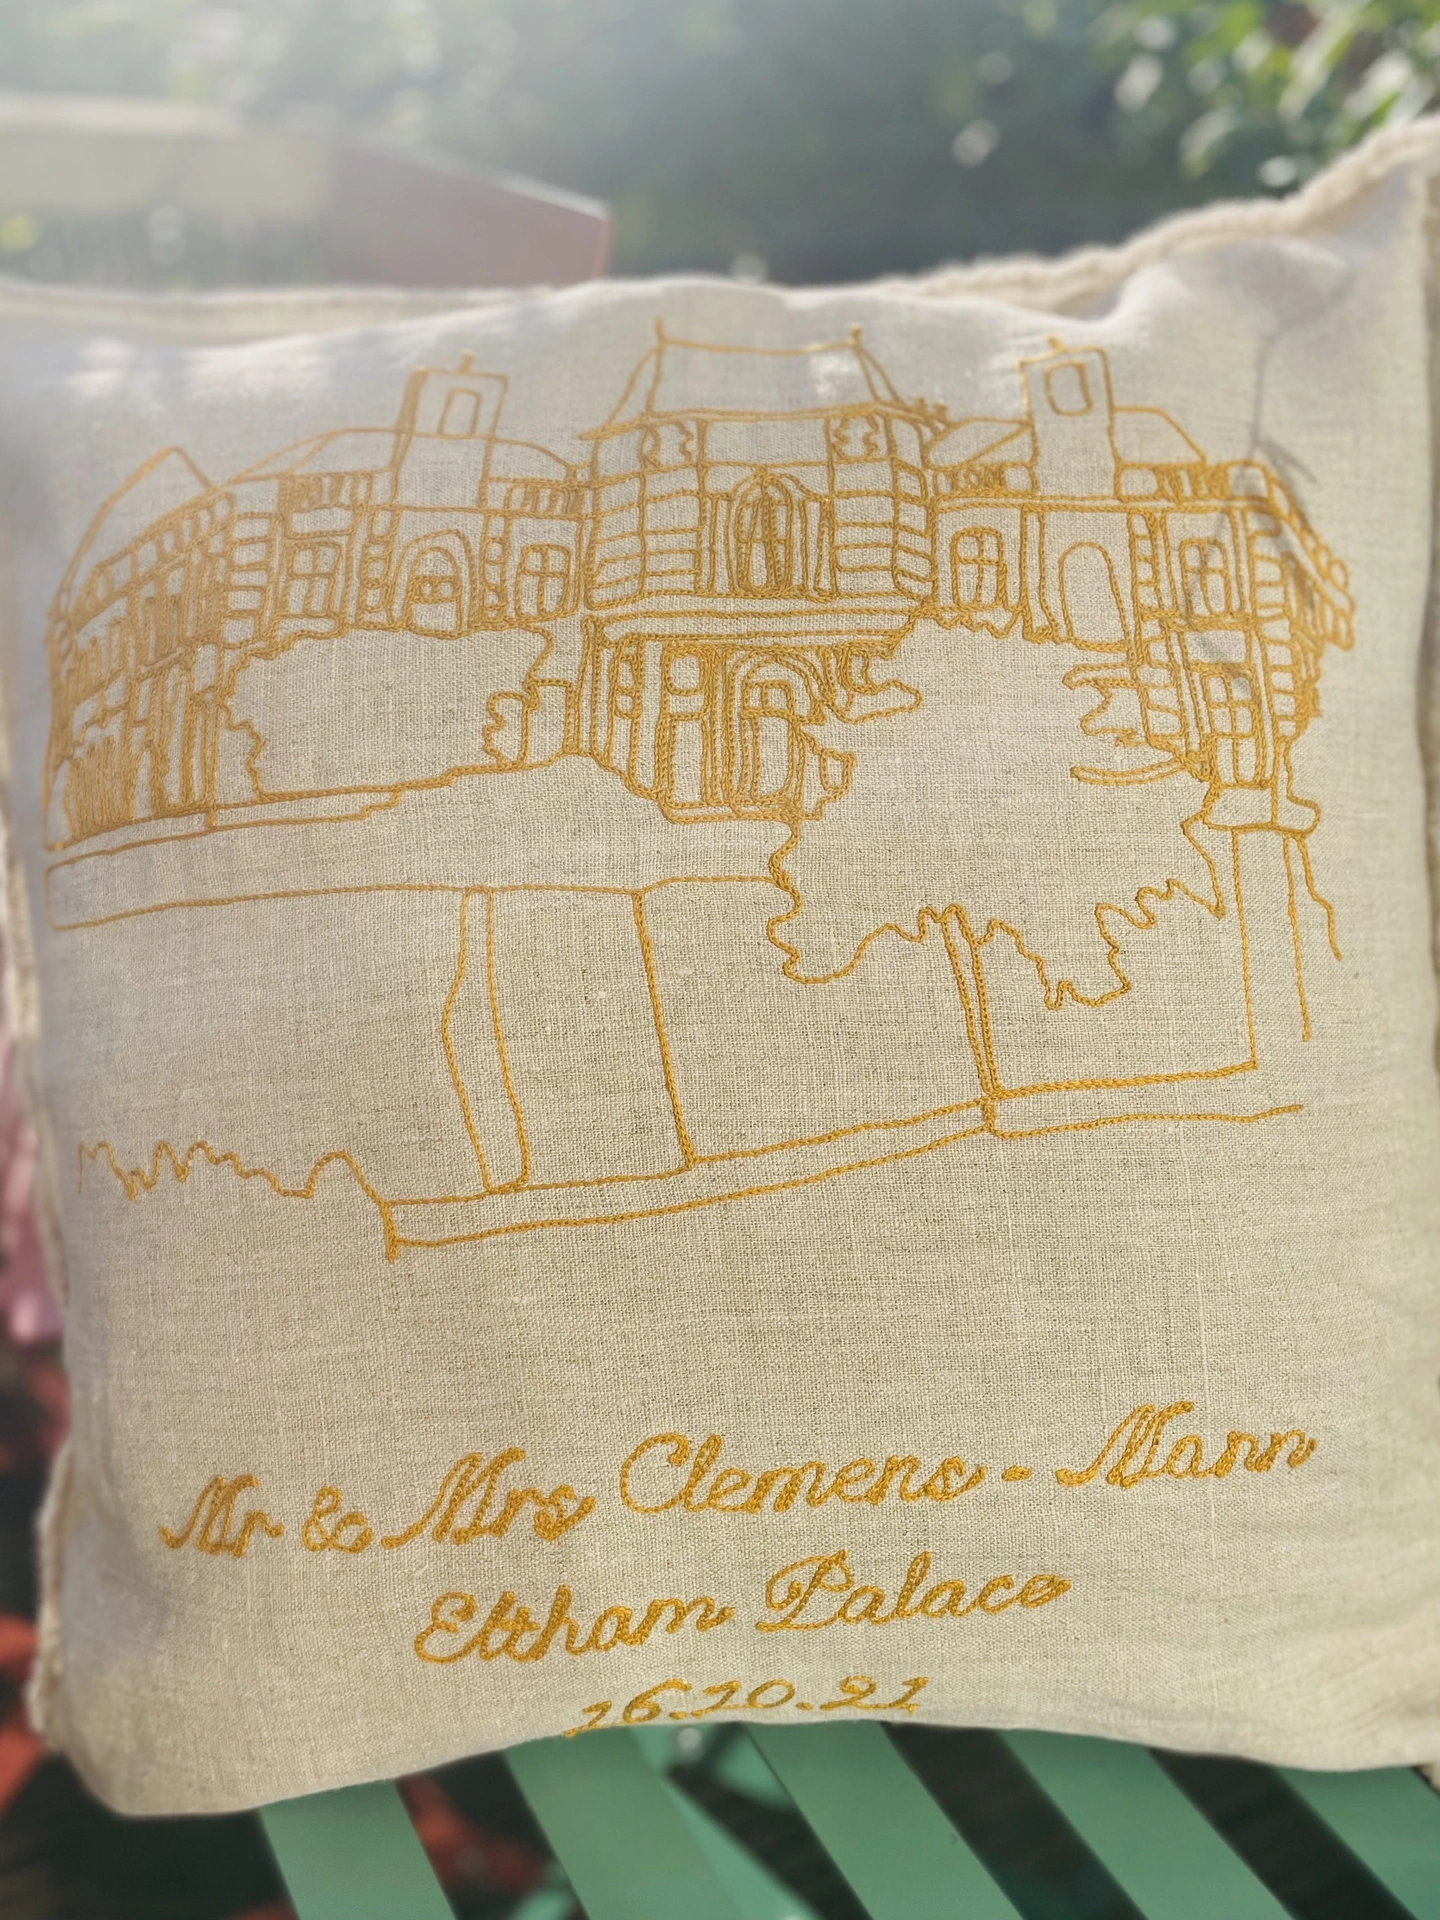 Mr & Mrs Clemens - Mann
Eltham Palace
16.10.21